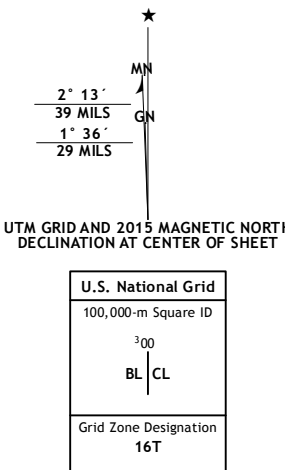 MN
2° 13´
39 MILS
GN
1° 36´
29 MILS
UTM GRID AND 2015 MAGNETIC NORTH
DECLINATION AT CENTER OF SHEET
U.S. National Grid
100,000-m Square ID
³00
BL CL
Grid Zone Designation
16T